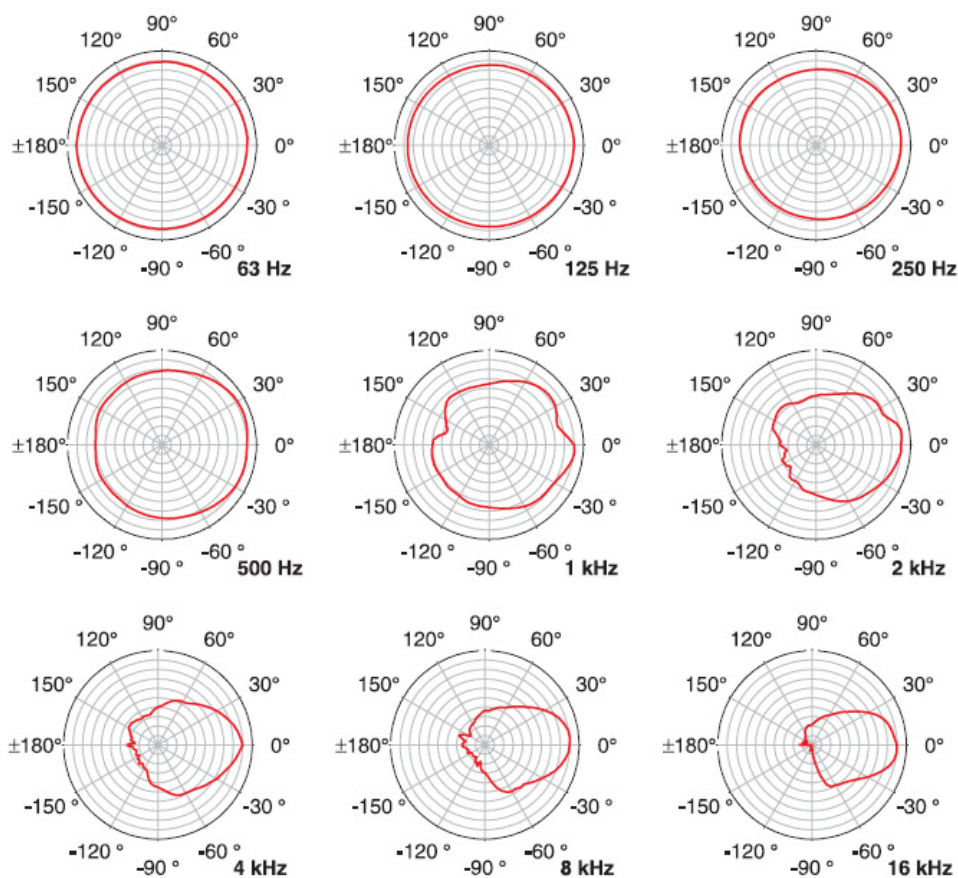 90° 90° 90°
120° 60° 120° 60° 120° 60°
150° 30° 150° 30° 150° 30°
±180° 0° ±180° 0° ±180° 0°
-150 ° -30 ° -150 ° -30 ° -150 ° -30 °
-120 ° -60 ° -120 ° -60 ° -120 ° -60 °
-90 ° 63 Hz -90 ° 125 Hz -90 ° 250 Hz
90° 90° 90°
120° 60° 120° 60° 120° 60°
150° 30° 150° 30° 150° 30°
±180° 0° ±180° 0° ±180° 0°
-150 ° -30 ° -150 ° -30 ° -150 ° -30 °
-120 ° -60 ° -120 ° -60 ° -120 ° -60 °
-90 ° 500 Hz -90 ° 1 kHz -90 ° 2 kHz
90° 90° 90°
120° 60° 120° 60° 120° 60°
150° 30° 150° 30° 150° 30°
±180° 0° ±180° 0° ±180° 0°
-150 ° -30 ° -150 ° -30 ° -150 ° -30 °
-120 ° -60 ° -120 ° -60 ° -120 ° -60 °
-90 ° 4 kHz -90 ° 8 kHz -90 ° 16 kHz